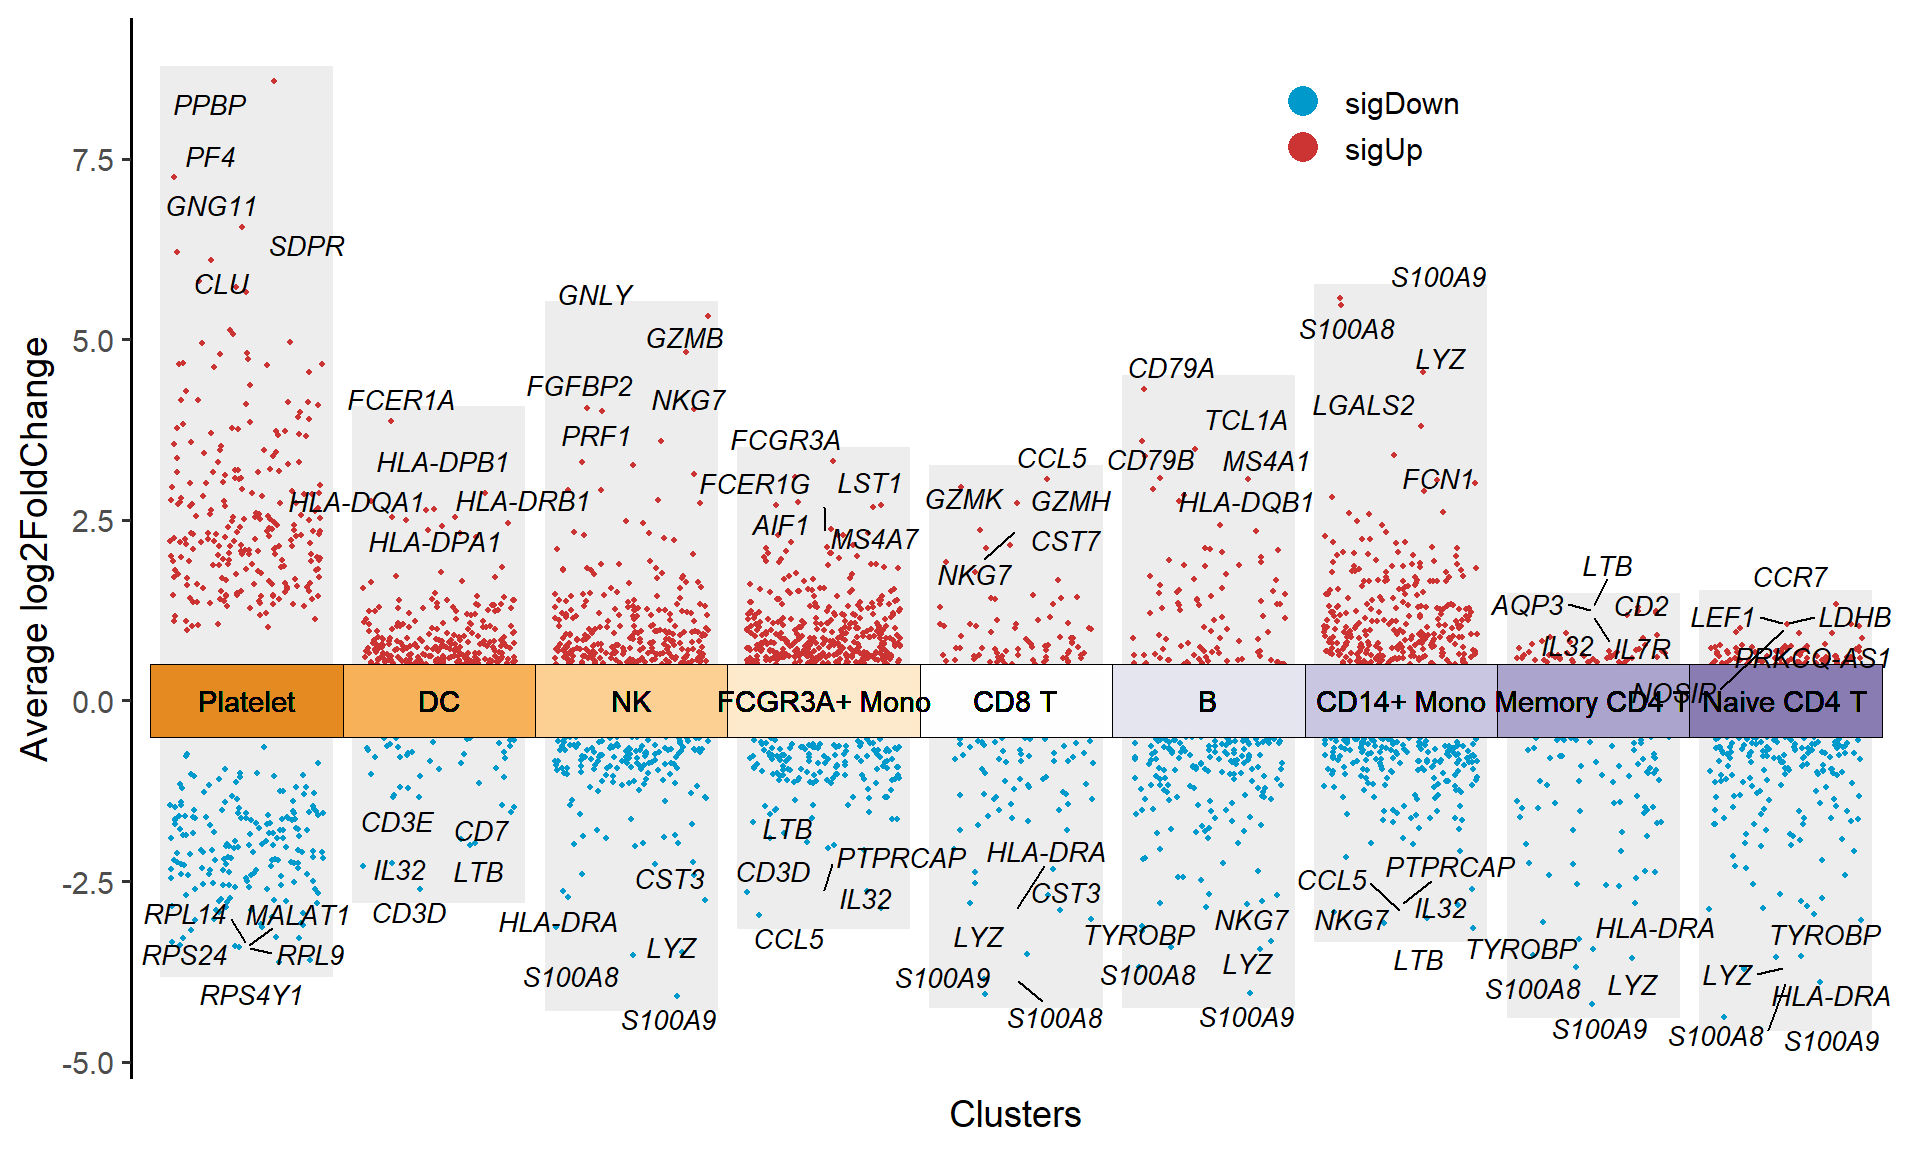 sigDown
sigUp
Average log2FoldChange
7.5
5.0
2.5
0.0
-2.5
-5.0
PPBP
PF4
GNG11
SDPR
CLU
FCER1A
HLA-DPB1
HLA-DQA1
HLA-DRB1
HLA-DPA1
GNLY
GZMB
FGFBP2
NKG7
PRF1
FCGR3A
FCER1G
LST1
AIF1
MS4A7
CCL5
GZMK
GZMH
CST7
NKG7
CD79A
TCL1A
CD79B
MS4A1
HLA-DQB1
S100A9
S100A8
LYZ
LGALS2
FCN1
LTB
AQP3
CD2
IL32
IL7R
CCR7
LEF1
LDHB
PRKCQ-AS1
NOSIP
Platelet
DC
NK
FCGR3A+ Mono
CD8 T
B
CD14+ Mono
Memory CD4 T
Naive CD4 T
RPL14
MALAT1
RPS24
RPL9
RPS4Y1
CD3E
CD7
IL32
LTB
CD3D
CST3
HLA-DRA
LYZ
S100A8
S100A9
LTB
PTPRCAP
CD3D
IL32
CCL5
HLA-DRA
CST3
LYZ
S100A9
S100A8
NKG7
TYROBP
LYZ
S100A8
S100A9
PTPRCAP
CCL5
IL32
NKG7
LTB
HLA-DRA
TYROBP
LYZ
S100A8
S100A9
TYROBP
LYZ
HLA-DRA
S100A8
S100A9
Clusters